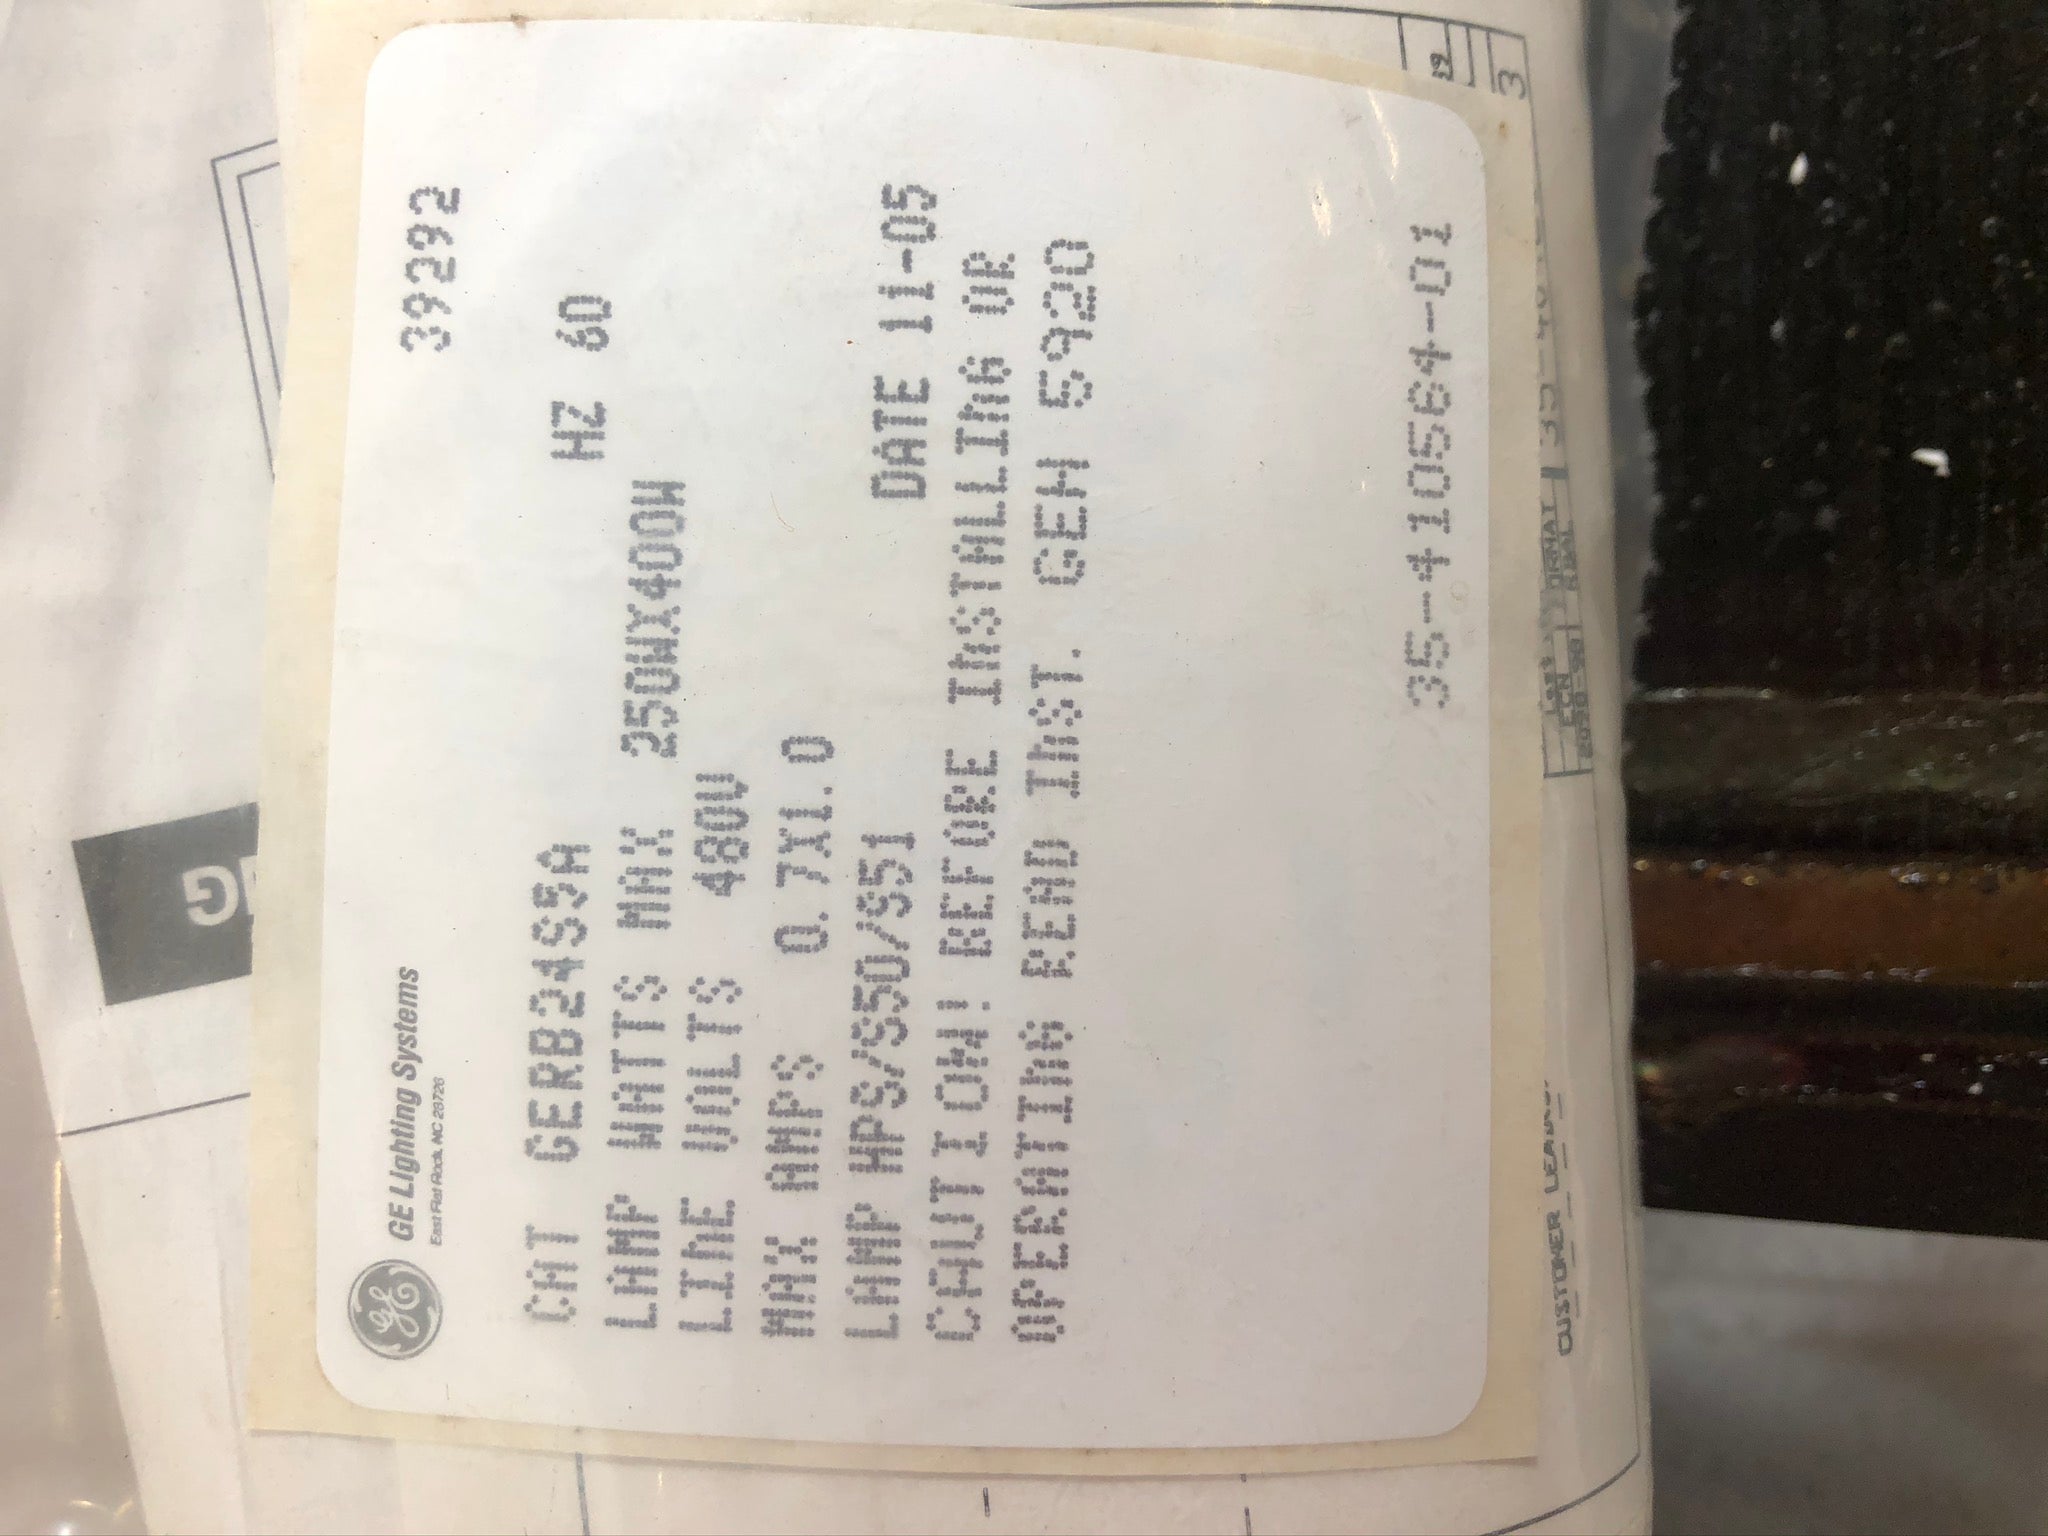 GE Lighting Systems
East Flat Rock, NC 28726
39292
CAT GERB24S5A HZ 60
LAMP WATTS MAX 250WX400W
LINE VOLTS 480V
MAX AMPS 0.7X1.0
LAMP HPS/S50/S51 DATE 11-05
CAUTION! BEFORE INSTALLING OR
OPERATING READ INST. GEH 5920
35-410564-01
CUSTOMER
3